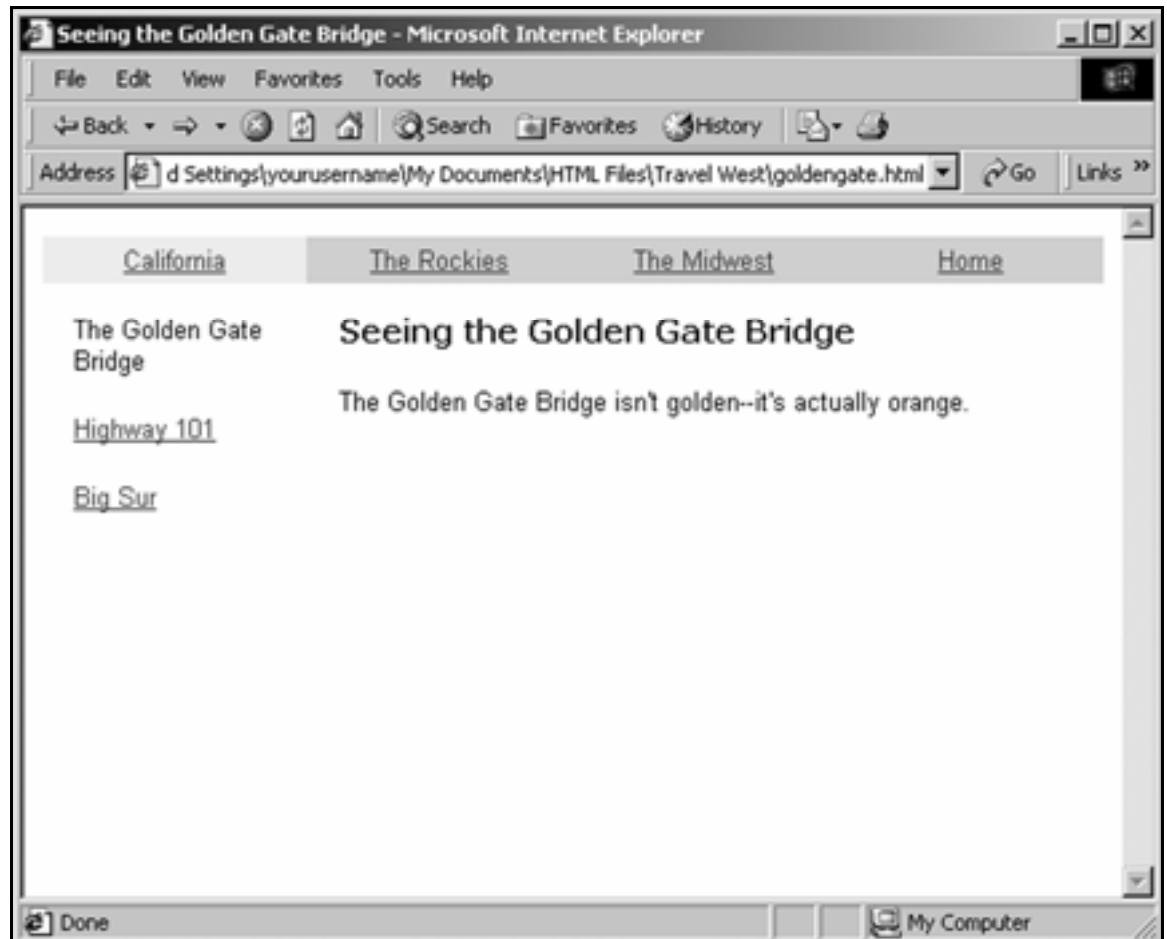 Seeing the Golden Gate Bridge - Microsoft Internet Explorer
File Edit View Favorites Tools Help
Back Search Favorites History
Address d Settings\yourusername\My Documents\HTML Files\Travel West\goldengate.html Go Links »
California The Rockies The Midwest Home
The Golden Gate
Bridge
Highway 101
Big Sur
Seeing the Golden Gate Bridge
The Golden Gate Bridge isn't golden--it's actually orange.
Done My Computer